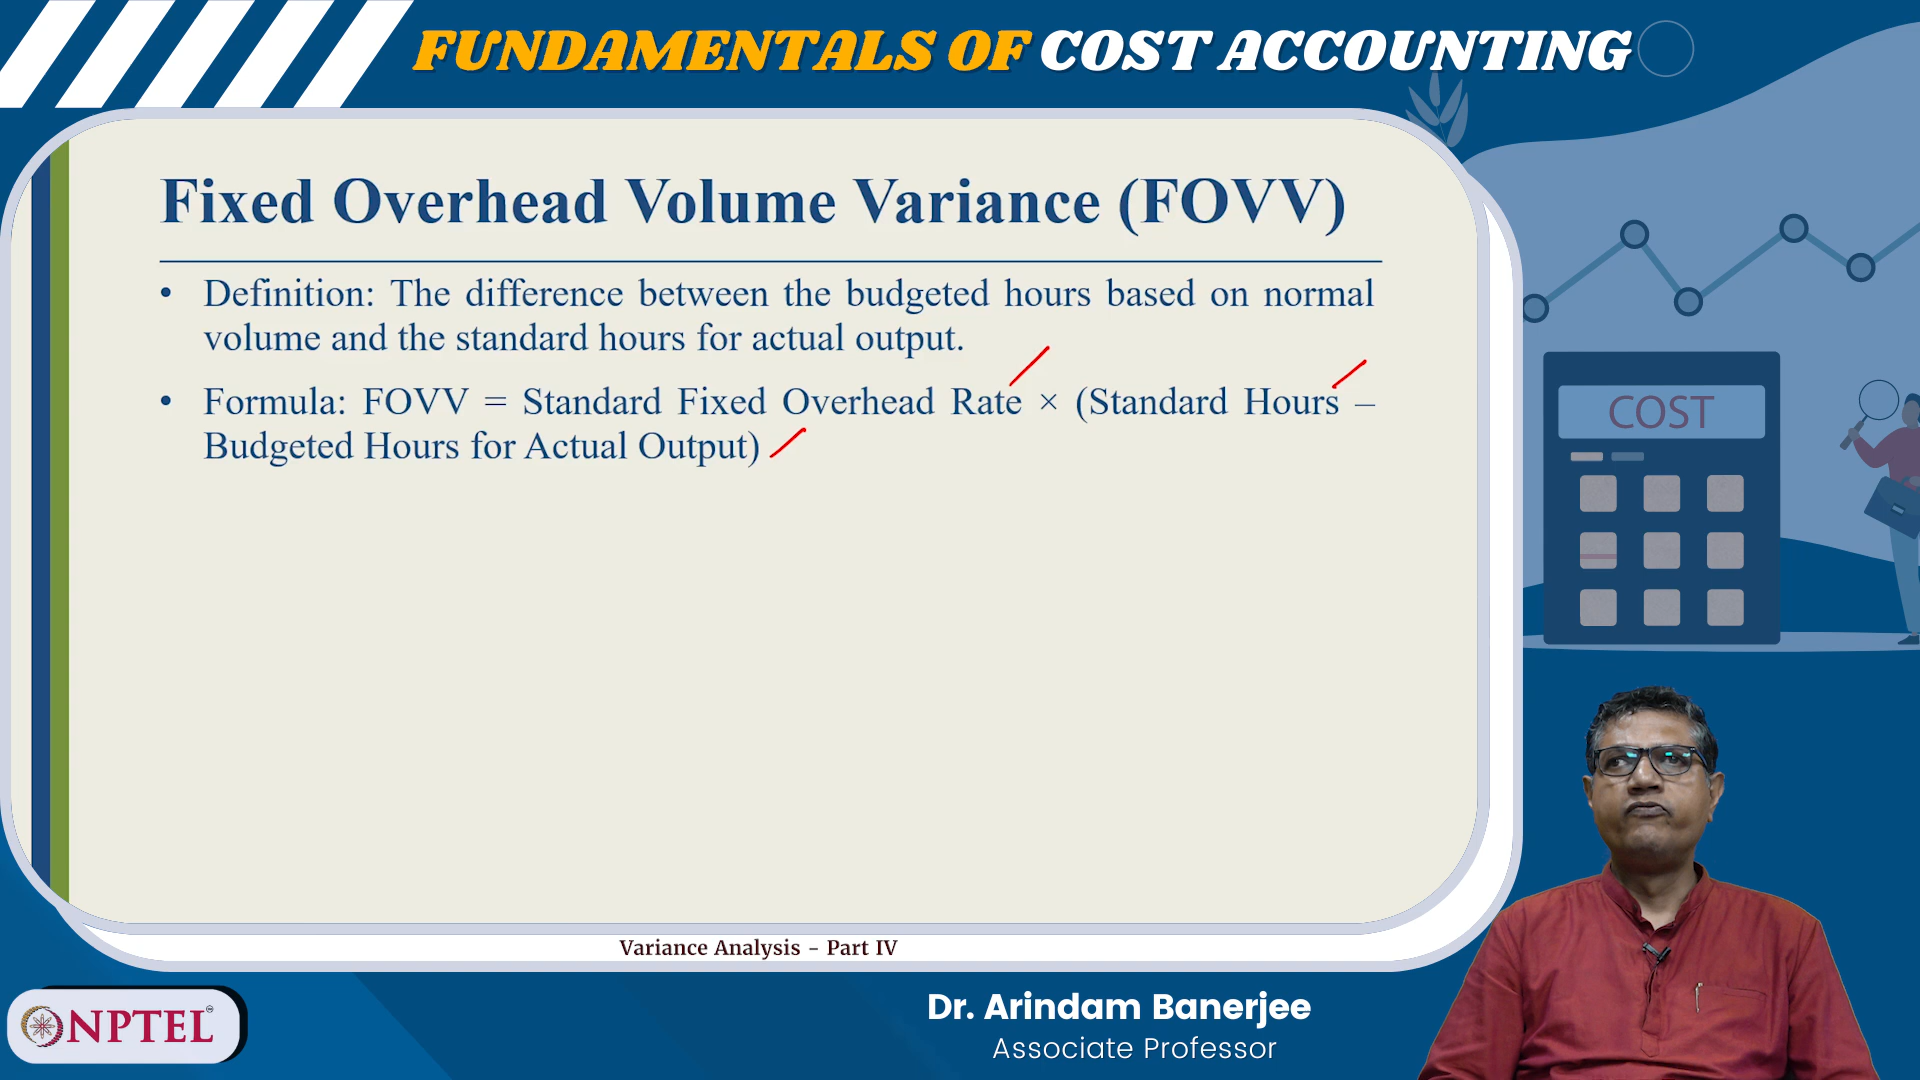 FUNDAMENTALS OF COST ACCOUNTING
Fixed Overhead Volume Variance (FOVV)
• Definition: The difference between the budgeted hours based on normal
volume and the standard hours for actual output.
• Formula: FOVV = Standard Fixed Overhead Rate × (Standard Hours –
Budgeted Hours for Actual Output)
COST
Variance Analysis - Part IV
NPTEL
Dr. Arindam Banerjee
Associate Professor